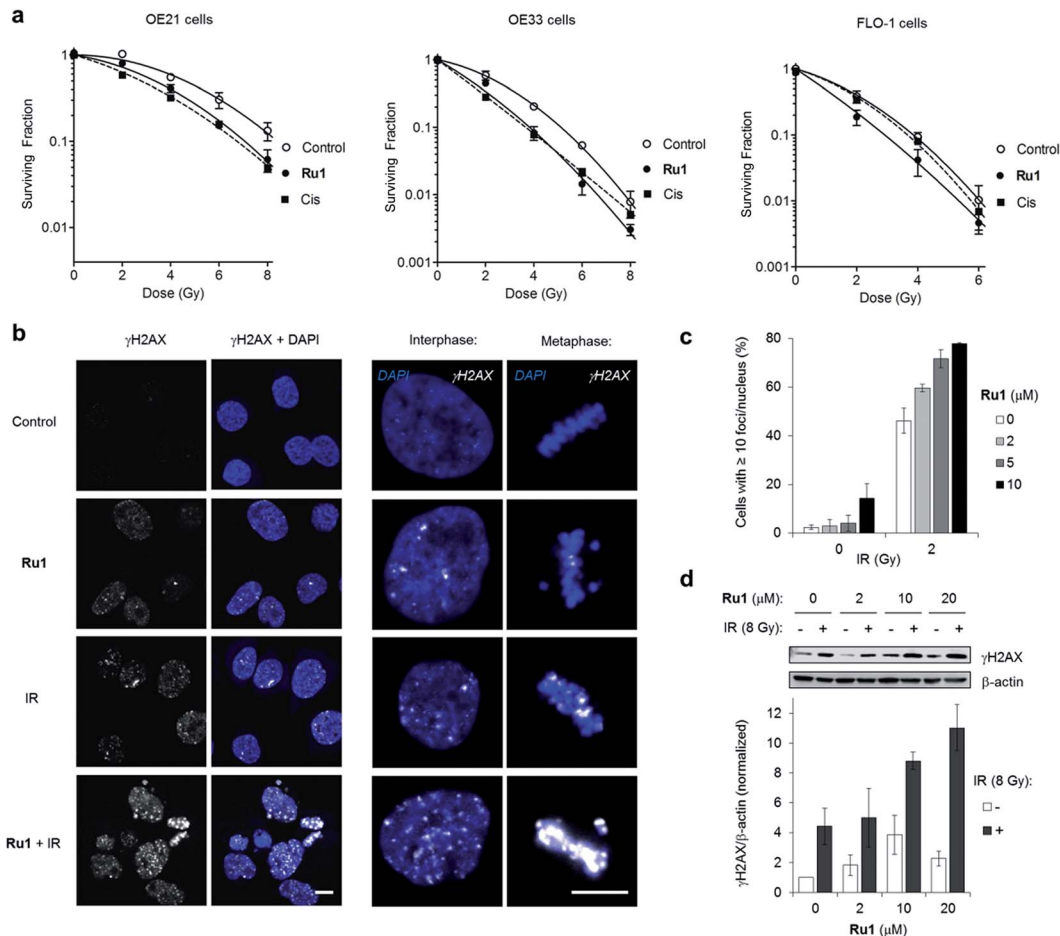 a
OE21 cells
OE33 cells
FLO-1 cells
Surviving Fraction
1
0.1
0.01
0 2 4 6 8
Dose (Gy)
Control
Ru1
Cis
Surviving Fraction
1
0.1
0.01
0.001
0 2 4 6 8
Dose (Gy)
Control
Ru1
Cis
Surviving Fraction
1
0.1
0.01
0.001
0 2 4 6
Dose (Gy)
Control
Ru1
Cis
b
γH2AX γH2AX + DAPI Interphase: Metaphase:
DAPI γH2AX DAPI γH2AX
Control
Ru1
IR
Ru1 + IR
c
Cells with ≥ 10 foci/nucleus (%)
80
60
40
20
0
0 2
IR (Gy)
Ru1 (μM)
0
2
5
10
d
Ru1 (μM): 0 2 10 20
IR (8 Gy): - + - + - + - +
γH2AX
β-actin
γH2AX/β-actin (normalized)
14
12
10
8
6
4
2
0
0 2 10 20
Ru1 (μM)
IR (8 Gy):
-
+